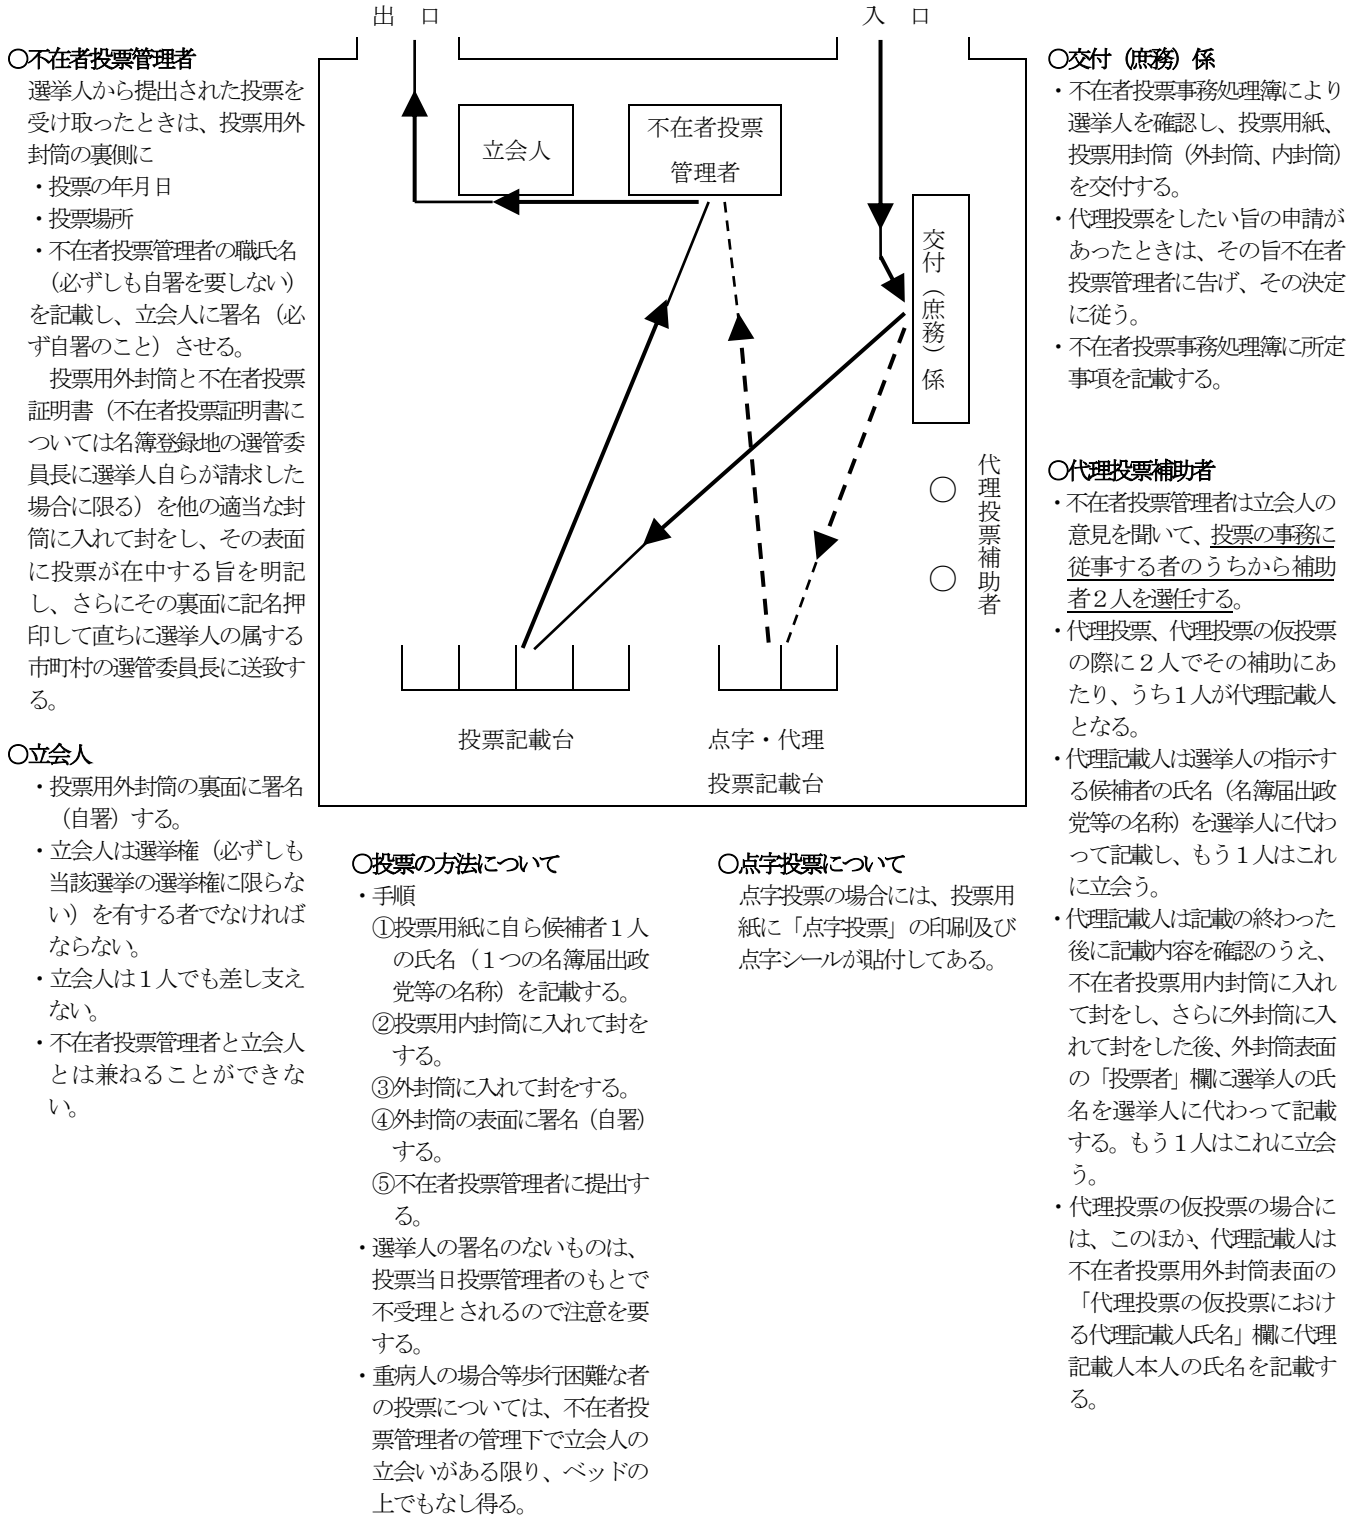 出　口
入　口
○不在者投票管理者
選挙人から提出された投票を
受け取ったときは、投票用外
封筒の裏側に
・投票の年月日
・投票場所
・不在者投票管理者の職氏名
（必ずしも自署を要しない）
を記載し、立会人に署名（必
ず自署のこと）させる。
　投票用外封筒と不在者投票
証明書（不在者投票証明書に
ついては名簿登録地の選管委
員長に選挙人自らが請求した
場合に限る）を他の適当な封
筒に入れて封をし、その表面
に投票が在中する旨を明記
し、さらにその裏面に記名押
印して直ちに選挙人の属する
市町村の選管委員長に送致す
る。
○立会人
・投票用外封筒の裏面に署名
（自署）する。
・立会人は選挙権（必ずしも
当該選挙の選挙権に限らな
い）を有する者でなければ
ならない。
・立会人は１人でも差し支え
ない。
・不在者投票管理者と立会人
とは兼ねることができな
い。
立会人
不在者投票
管理者
交付（庶務）係
代理投票補助者
○
○
投票記載台
点字・代理
投票記載台
○投票の方法について
・手順
①投票用紙に自ら候補者１人
の氏名（１つの名簿届出政
党等の名称）を記載する。
②投票用内封筒に入れて封を
する。
③外封筒に入れて封をする。
④外封筒の表面に署名（自署）
する。
⑤不在者投票管理者に提出す
る。
・選挙人の署名のないものは、
投票当日投票管理者のもとで
不受理とされるので注意を要
する。
・重病人の場合等歩行困難な者
の投票については、不在者投
票管理者の管理下で立会人の
立会いがある限り、ベッドの
上でもなし得る。
○点字投票について
点字投票の場合には、投票用
紙に「点字投票」の印刷及び
点字シールが貼付してある。
○交付（庶務）係
・不在者投票事務処理簿により
選挙人を確認し、投票用紙、
投票用封筒（外封筒、内封筒）
を交付する。
・代理投票をしたい旨の申請が
あったときは、その旨不在者
投票管理者に告げ、その決定
に従う。
・不在者投票事務処理簿に所定
事項を記載する。
○代理投票補助者
・不在者投票管理者は立会人の
意見を聞いて、投票の事務に
従事する者のうちから補助
者２人を選任する。
・代理投票、代理投票の仮投票
の際に２人でその補助にあ
たり、うち１人が代理記載人
となる。
・代理記載人は選挙人の指示す
る候補者の氏名（名簿届出政
党等の名称）を選挙人に代わ
って記載し、もう１人はこれ
に立会う。
・代理記載人は記載の終わった
後に記載内容を確認のうえ、
不在者投票用内封筒に入れ
て封をし、さらに外封筒に入
れて封をした後、外封筒表面
の「投票者」欄に選挙人の氏
名を選挙人に代わって記載
する。もう１人はこれに立会
う。
・代理投票の仮投票の場合に
は、このほか、代理記載人は
不在者投票用外封筒表面の
「代理投票の仮投票におけ
る代理記載人氏名」欄に代理
記載人本人の氏名を記載す
る。